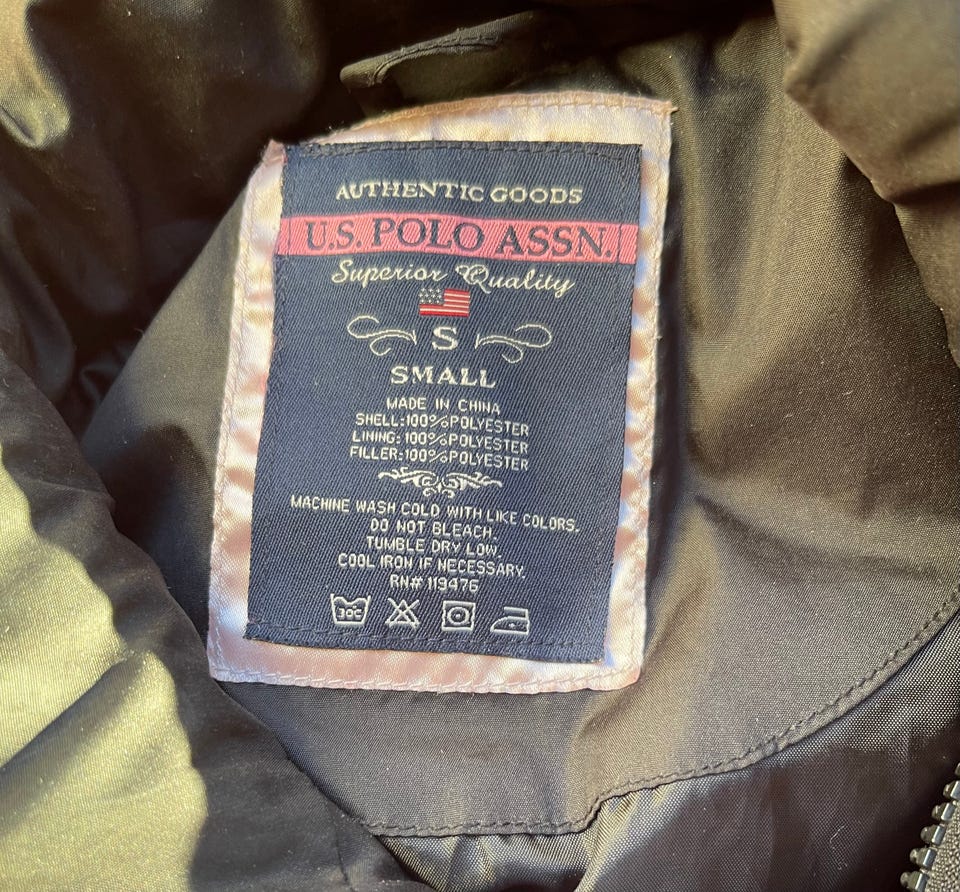 AUTHENTIC GOODS
U.S. POLO ASSN.
Superior Quality
S
SMALL
MADE IN CHINA
SHELL:100%POLYESTER
LINING:100%POLYESTER
FILLER:100%POLYESTER
MACHINE WASH COLD WITH LIKE COLORS.
DO NOT BLEACH.
TUMBLE DRY LOW.
COOL IRON IF NECESSARY.
RN# 119476
30C